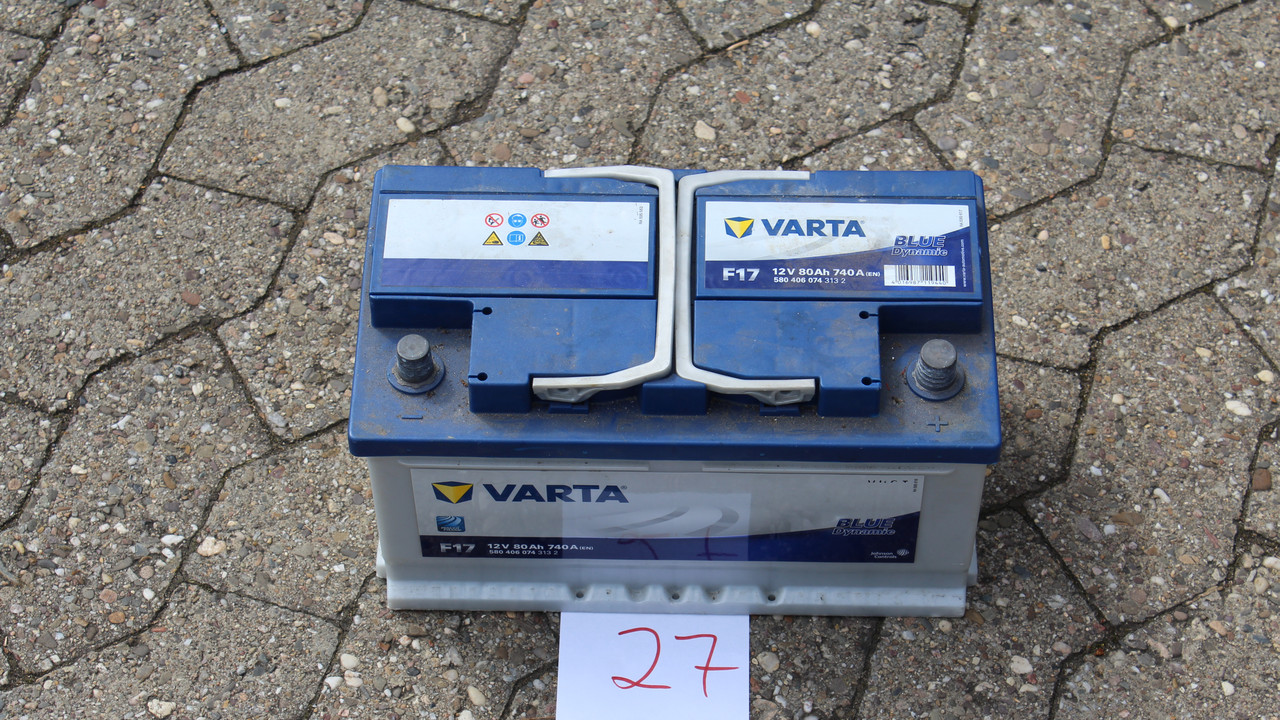 VARTA
BLUE
Dynamic
F17 12V 80Ah 740A (EN)
580 406 074 313 2
VARTA
BLUE
Dynamic
F17 12V 80Ah 740A (EN)
580 406 074 313 2
Johnson
Controls
− +
27